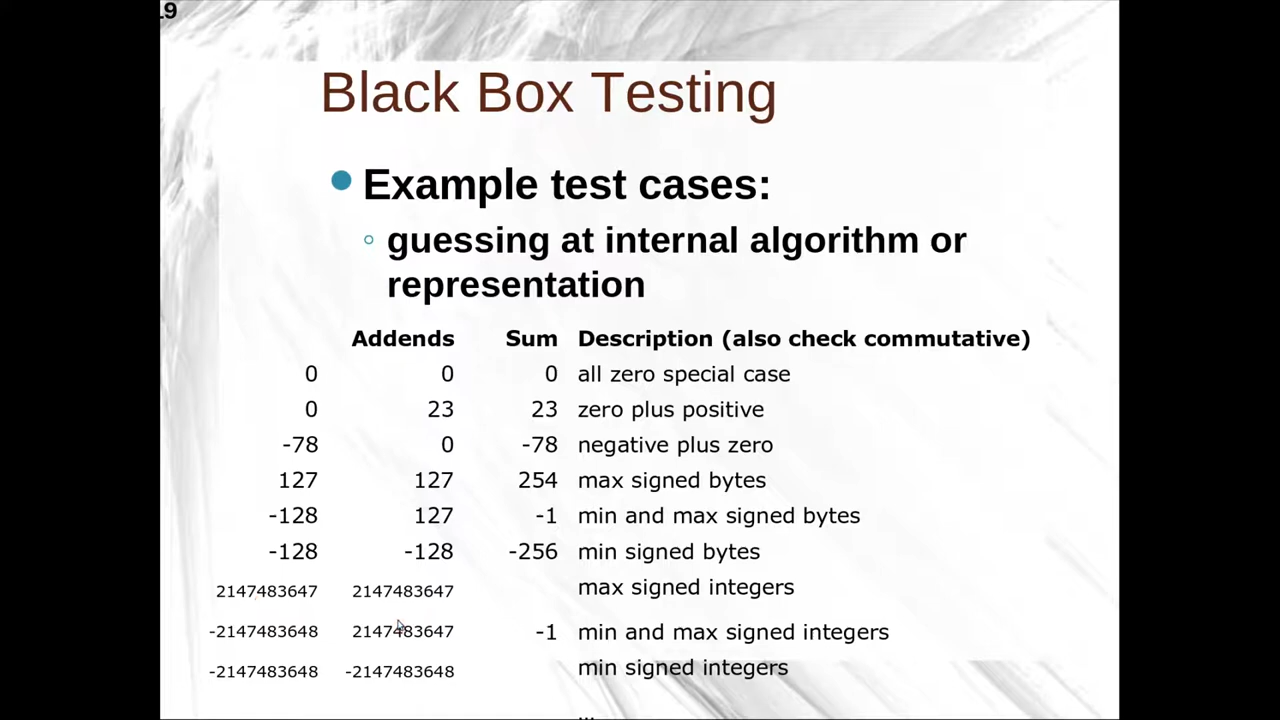 19
Black Box Testing
Example test cases:
guessing at internal algorithm or
representation
Addends Sum Description (also check commutative)
0 0 0 all zero special case
0 23 23 zero plus positive
-78 0 -78 negative plus zero
127 127 254 max signed bytes
-128 127 -1 min and max signed bytes
-128 -128 -256 min signed bytes
2147483647 2147483647 max signed integers
-2147483648 2147483647 -1 min and max signed integers
-2147483648 -2147483648 min signed integers
...